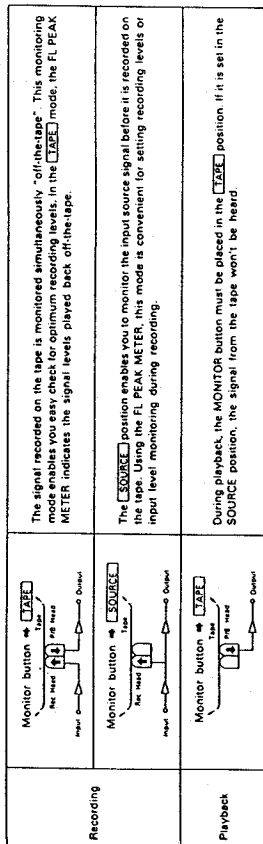 Recording
Monitor button ➡ TAPE
Tape
Rec Head P/B Head
Input Output
The signal recorded on the tape is monitored simultaneously "off-the-tape". This monitoring
mode enables you easy check for optimum recording levels. In the TAPE mode, the FL PEAK
METER indicates the signal levels played back off-the-tape.
Monitor button ➡ SOURCE
Tape
Rec Head
Input Output
The SOURCE position enables you to monitor the input source signal before it is recorded on
the tape. Using the FL PEAK METER, this mode is convenient for setting recording levels or
input level monitoring during recording.
Playback
Monitor button ➡ TAPE
Tape
P/B Head
Output
During playback, the MONITOR button must be placed in the TAPE position. If it is set in the
SOURCE position, the signal from the tape won't be heard.